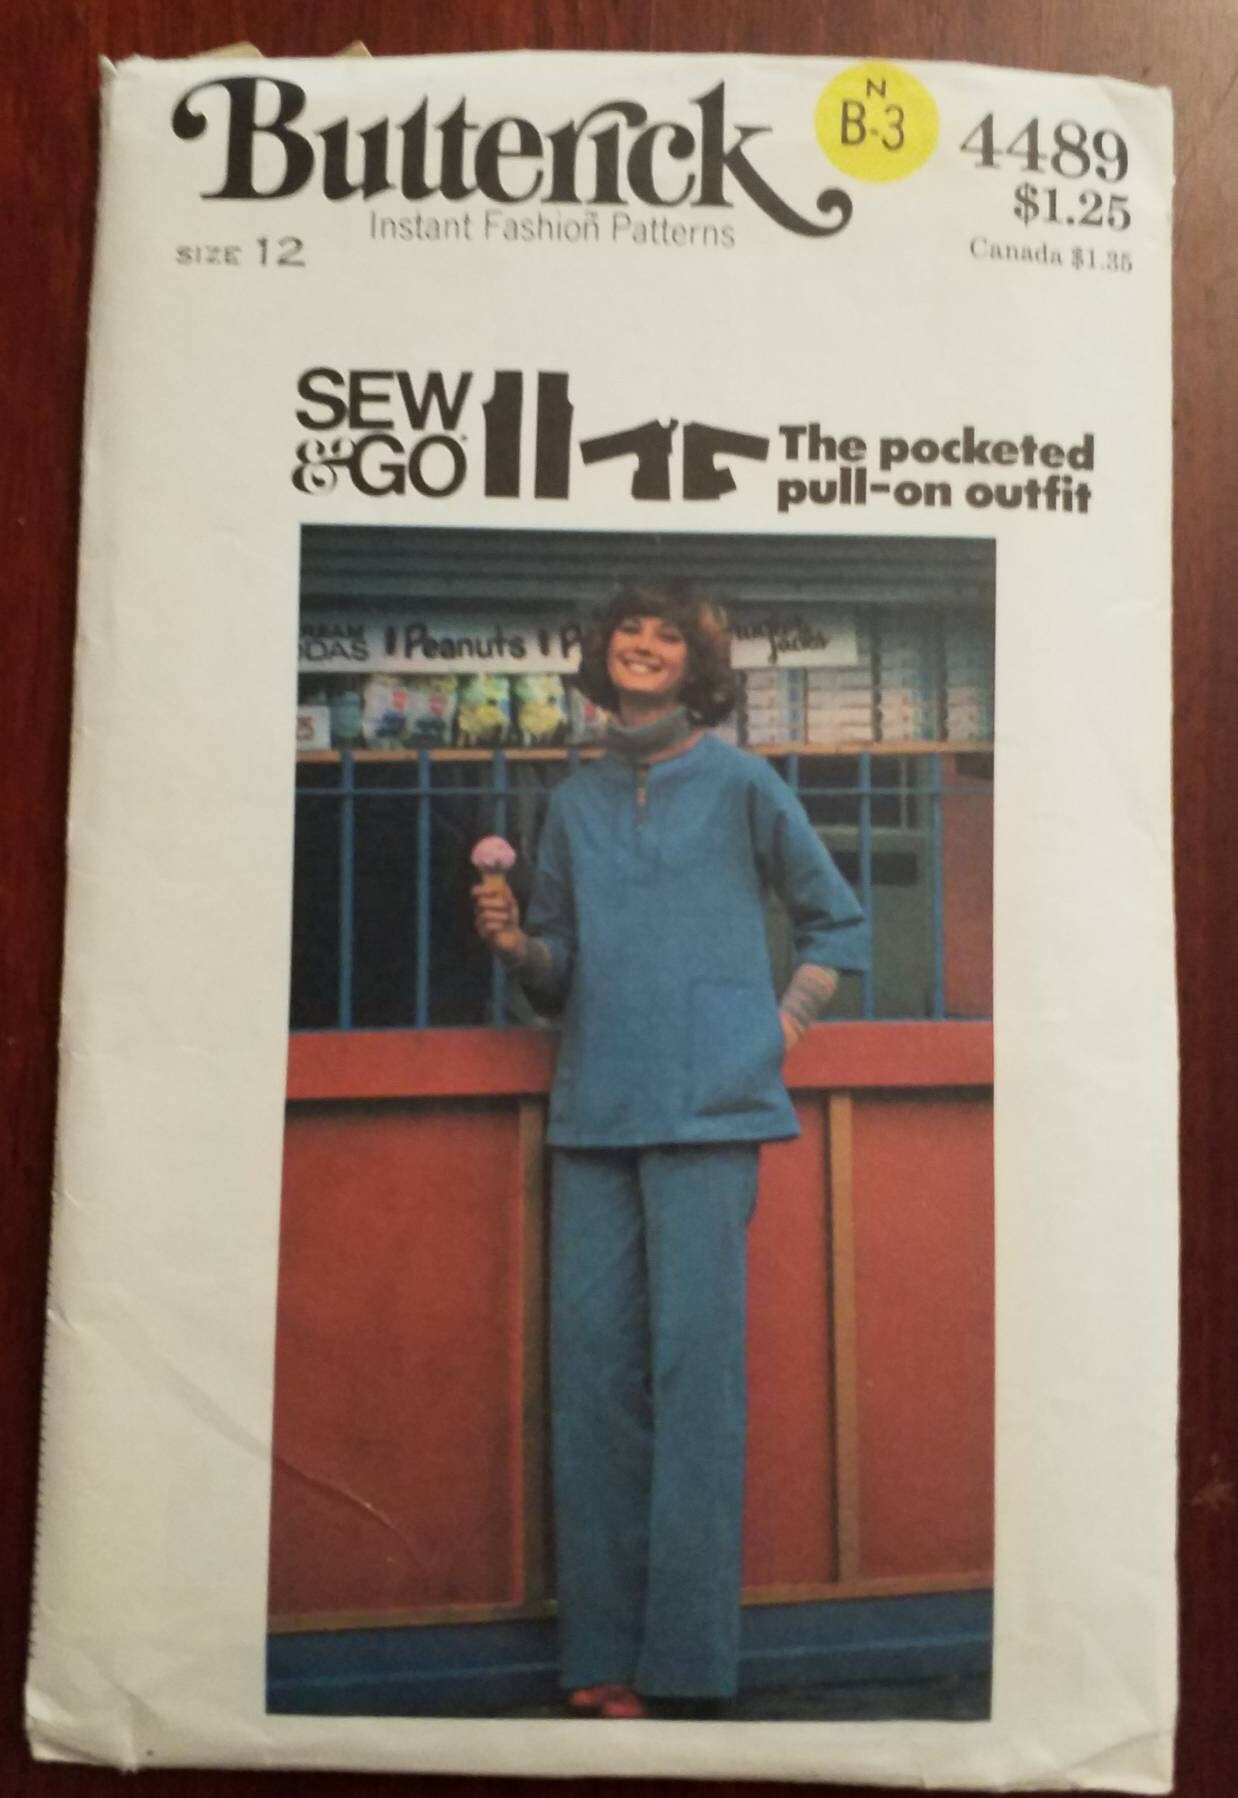 Butterick
N
B-3
4489
$1.25
Canada $1.35
Instant Fashion Patterns
SIZE 12
SEW
& GO
The pocketed
pull-on outfit
Peanuts